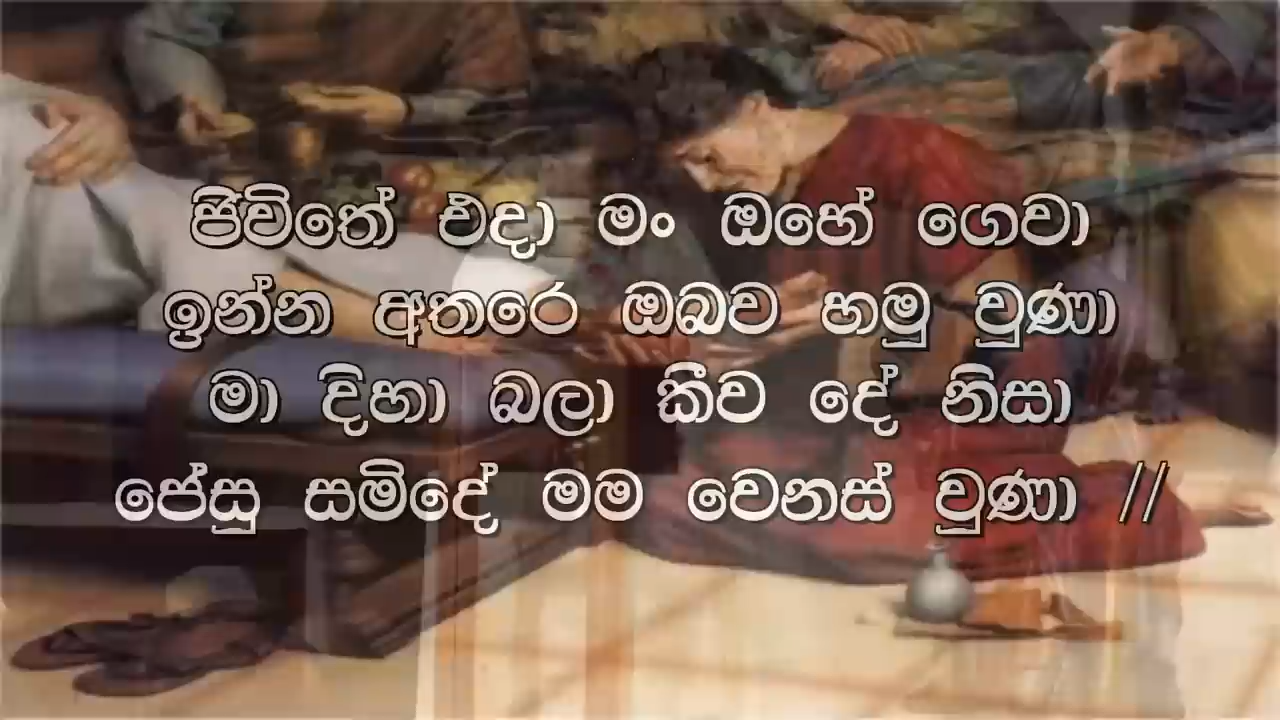 ජිවිතේ එදා මං ඔහේ ගෙවා
ඉන්න අතරෙ ඔබව හමු වුණා
මා දිහා බලා කීව දේ නිසා
ජේසූ සමිදේ මම වෙනස් වුණා //